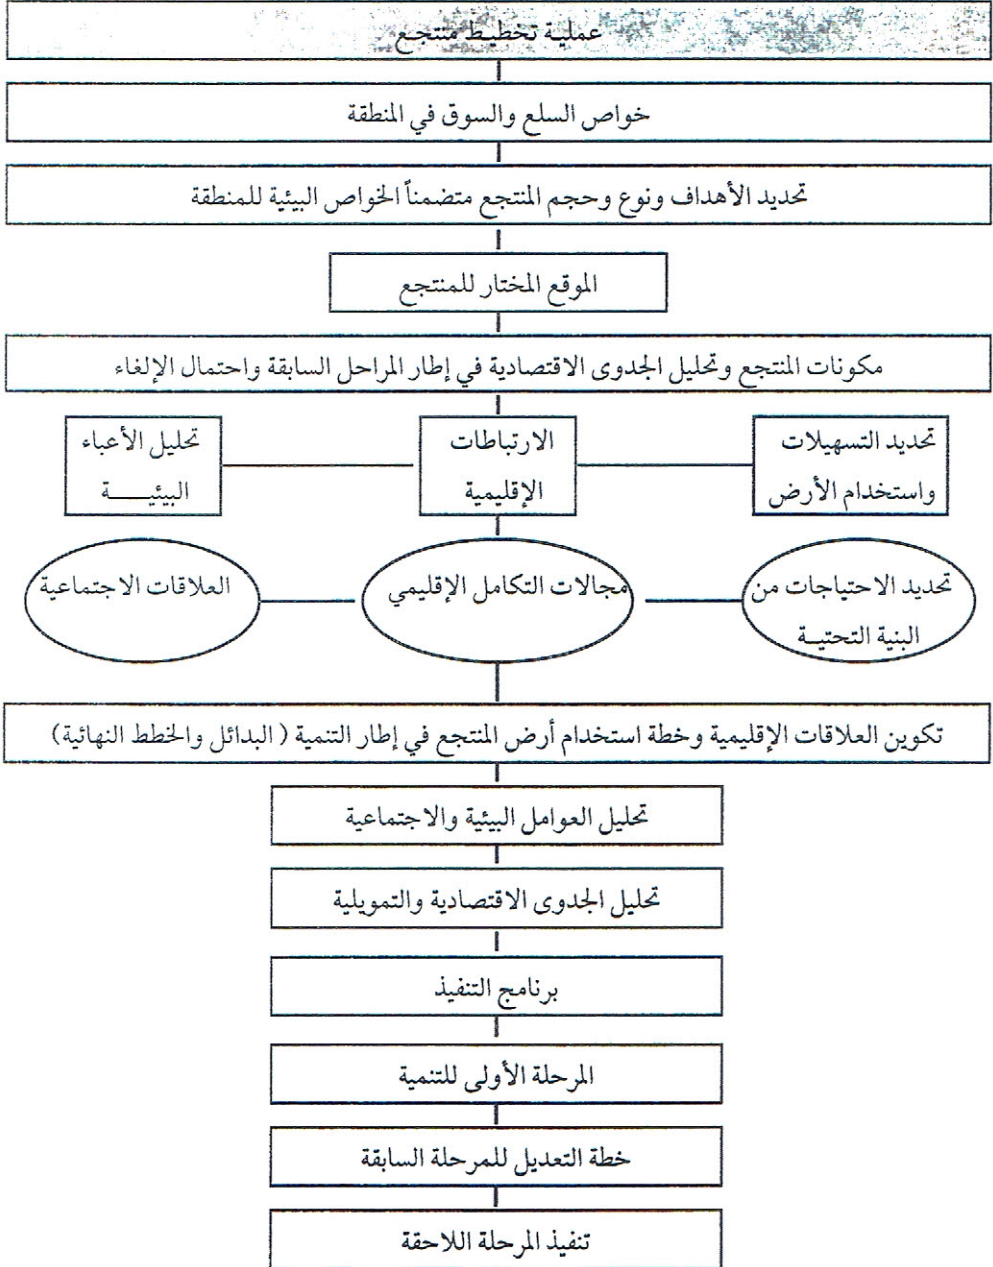 عملية تخطيط منتجع
خواص السلع والسوق في المنطقة
تحديد الأهداف ونوع وحجم المنتجع متضمناً الخواص البيئية للمنطقة
الموقع المختار للمنتجع
مكونات المنتجع وتحليل الجدوى الاقتصادية في إطار المراحل السابقة واحتمال الإلغاء
تحديد التسهيلات
واستخدام الأرض
الارتباطات
الإقليمية
تحليل الأعباء
البيئيـــــة
تحديد الاحتياجات من
البنية التحتيـة
مجالات التكامل الإقليمي
العلاقات الاجتماعية
تكوين العلاقات الإقليمية وخطة استخدام أرض المنتجع في إطار التنمية ( البدائل والخطط النهائية)
تحليل العوامل البيئية والاجتماعية
تحليل الجدوى الاقتصادية والتمويلية
برنامج التنفيذ
المرحلة الأولى للتنمية
خطة التعديل للمرحلة السابقة
تنفيذ المرحلة اللاحقة